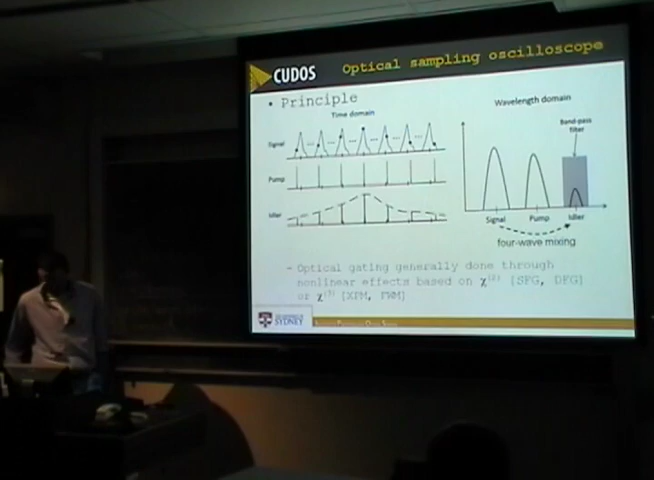 CUDOS
Optical sampling oscilloscope
• Principle
Time domain
Signal
Pump
Idler
Wavelength domain
Band-pass
filter
Signal Pump Idler
four-wave mixing
– Optical gating generally done through
nonlinear effects based on χ(2) [SFG, DFG]
or χ(3) [XPM, FWM]
SYDNEY